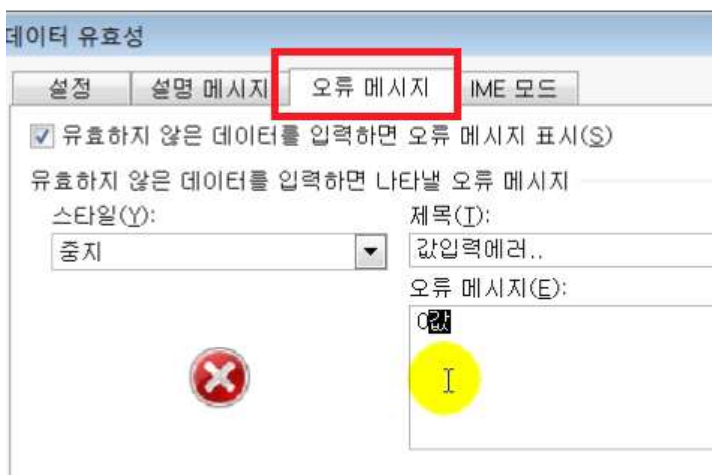 데이터 유효성
설정 설명 메시지 오류 메시지 IME 모드
유효하지 않은 데이터를 입력하면 오류 메시지 표시(S)
유효하지 않은 데이터를 입력하면 나타낼 오류 메시지
스타일(Y): 제목(T):
중지 값입력에러..
오류 메시지(E):
0값